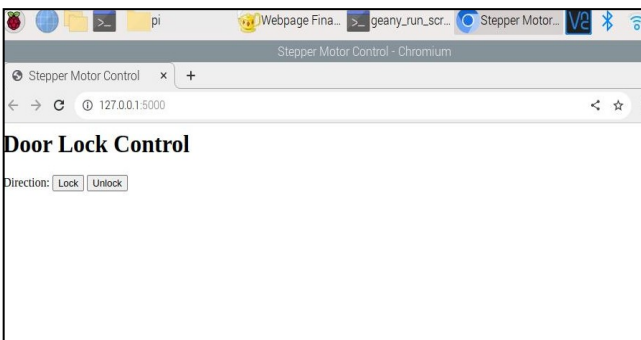 pi Webpage Fina... geany_run_scr... Stepper Motor... V2
Stepper Motor Control - Chromium
Stepper Motor Control × +
127.0.0.1:5000
Door Lock Control
Direction: Lock Unlock